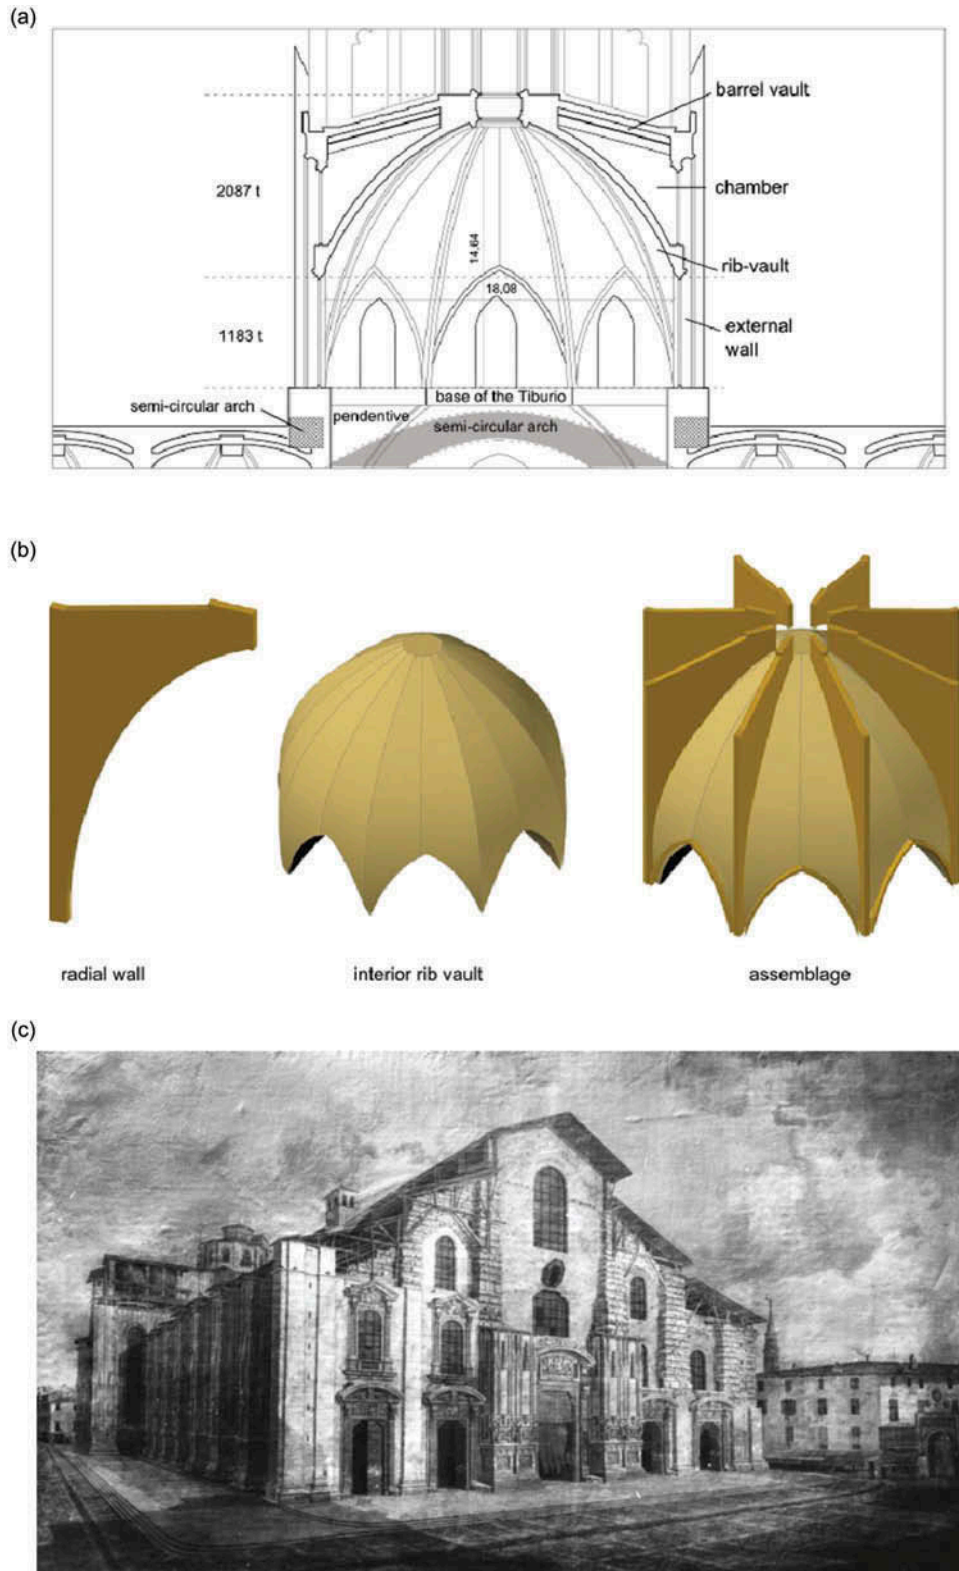 (a)
barrel vault
2087 t
chamber
14,64
rib-vault
18,08
1183 t
external
wall
semi-circular arch
base of the Tiburio
pendentive
semi-circular arch
(b)
radial wall
interior rib vault
assemblage
(c)